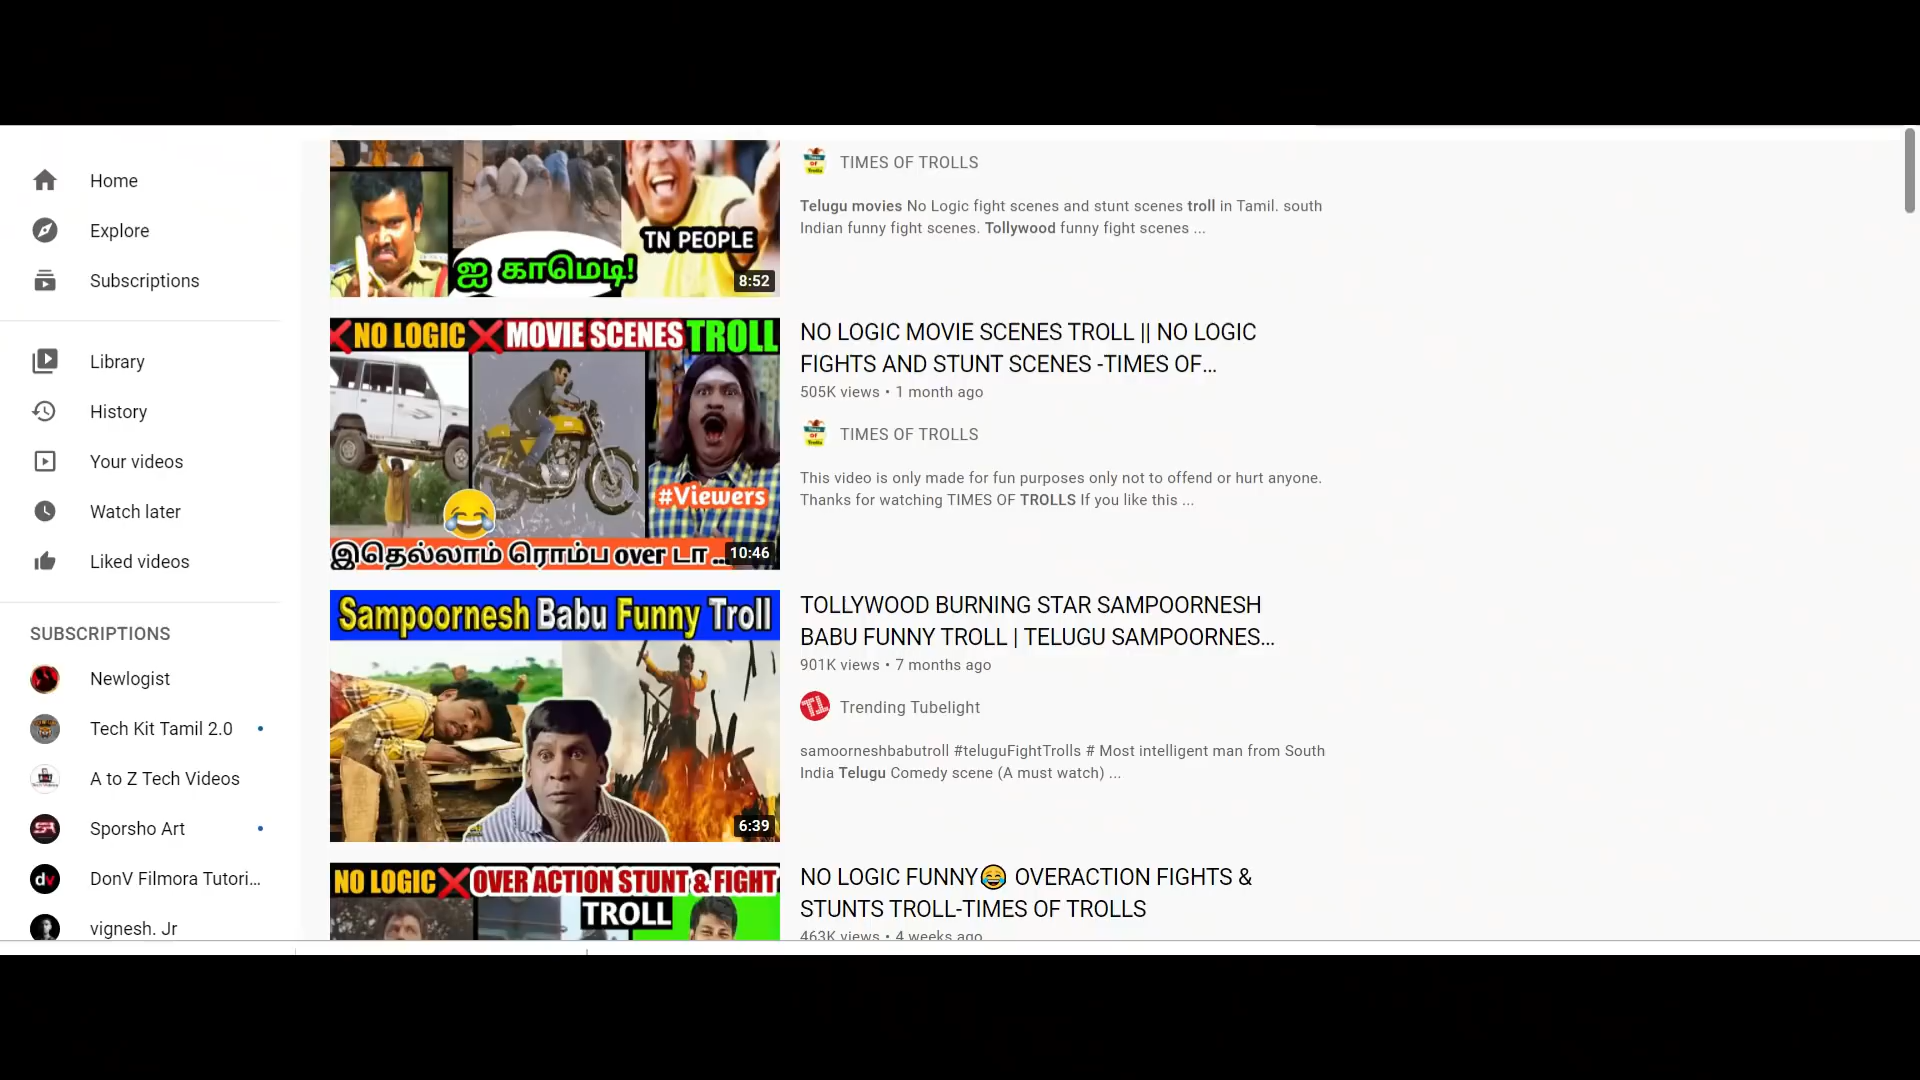 Home
Explore
Subscriptions
Library
History
Your videos
Watch later
Liked videos
SUBSCRIPTIONS
Newlogist
Tech Kit Tamil 2.0
A to Z Tech Videos
Sporsho Art
DonV Filmora Tutori...
vignesh. Jr
TN PEOPLE
ஐ காமெடி!
8:52
TIMES OF TROLLS
Telugu movies No Logic fight scenes and stunt scenes troll in Tamil. south
Indian funny fight scenes. Tollywood funny fight scenes ...
NO LOGIC MOVIE SCENES TROLL
#Viewers
இதெல்லாம் ரொம்ப over டா...
10:46
NO LOGIC MOVIE SCENES TROLL || NO LOGIC
FIGHTS AND STUNT SCENES -TIMES OF...
505K views • 1 month ago
TIMES OF TROLLS
This video is only made for fun purposes only not to offend or hurt anyone.
Thanks for watching TIMES OF TROLLS If you like this ...
Sampoornesh Babu Funny Troll
6:39
TOLLYWOOD BURNING STAR SAMPOORNESH
BABU FUNNY TROLL | TELUGU SAMPOORNES...
901K views • 7 months ago
Trending Tubelight
samoorneshbabutroll #teluguFightTrolls # Most intelligent man from South
India Telugu Comedy scene (A must watch) ...
NO LOGIC OVER ACTION STUNT & FIGHT
TROLL
NO LOGIC FUNNY😂 OVERACTION FIGHTS &
STUNTS TROLL-TIMES OF TROLLS
463K views • 4 weeks ago